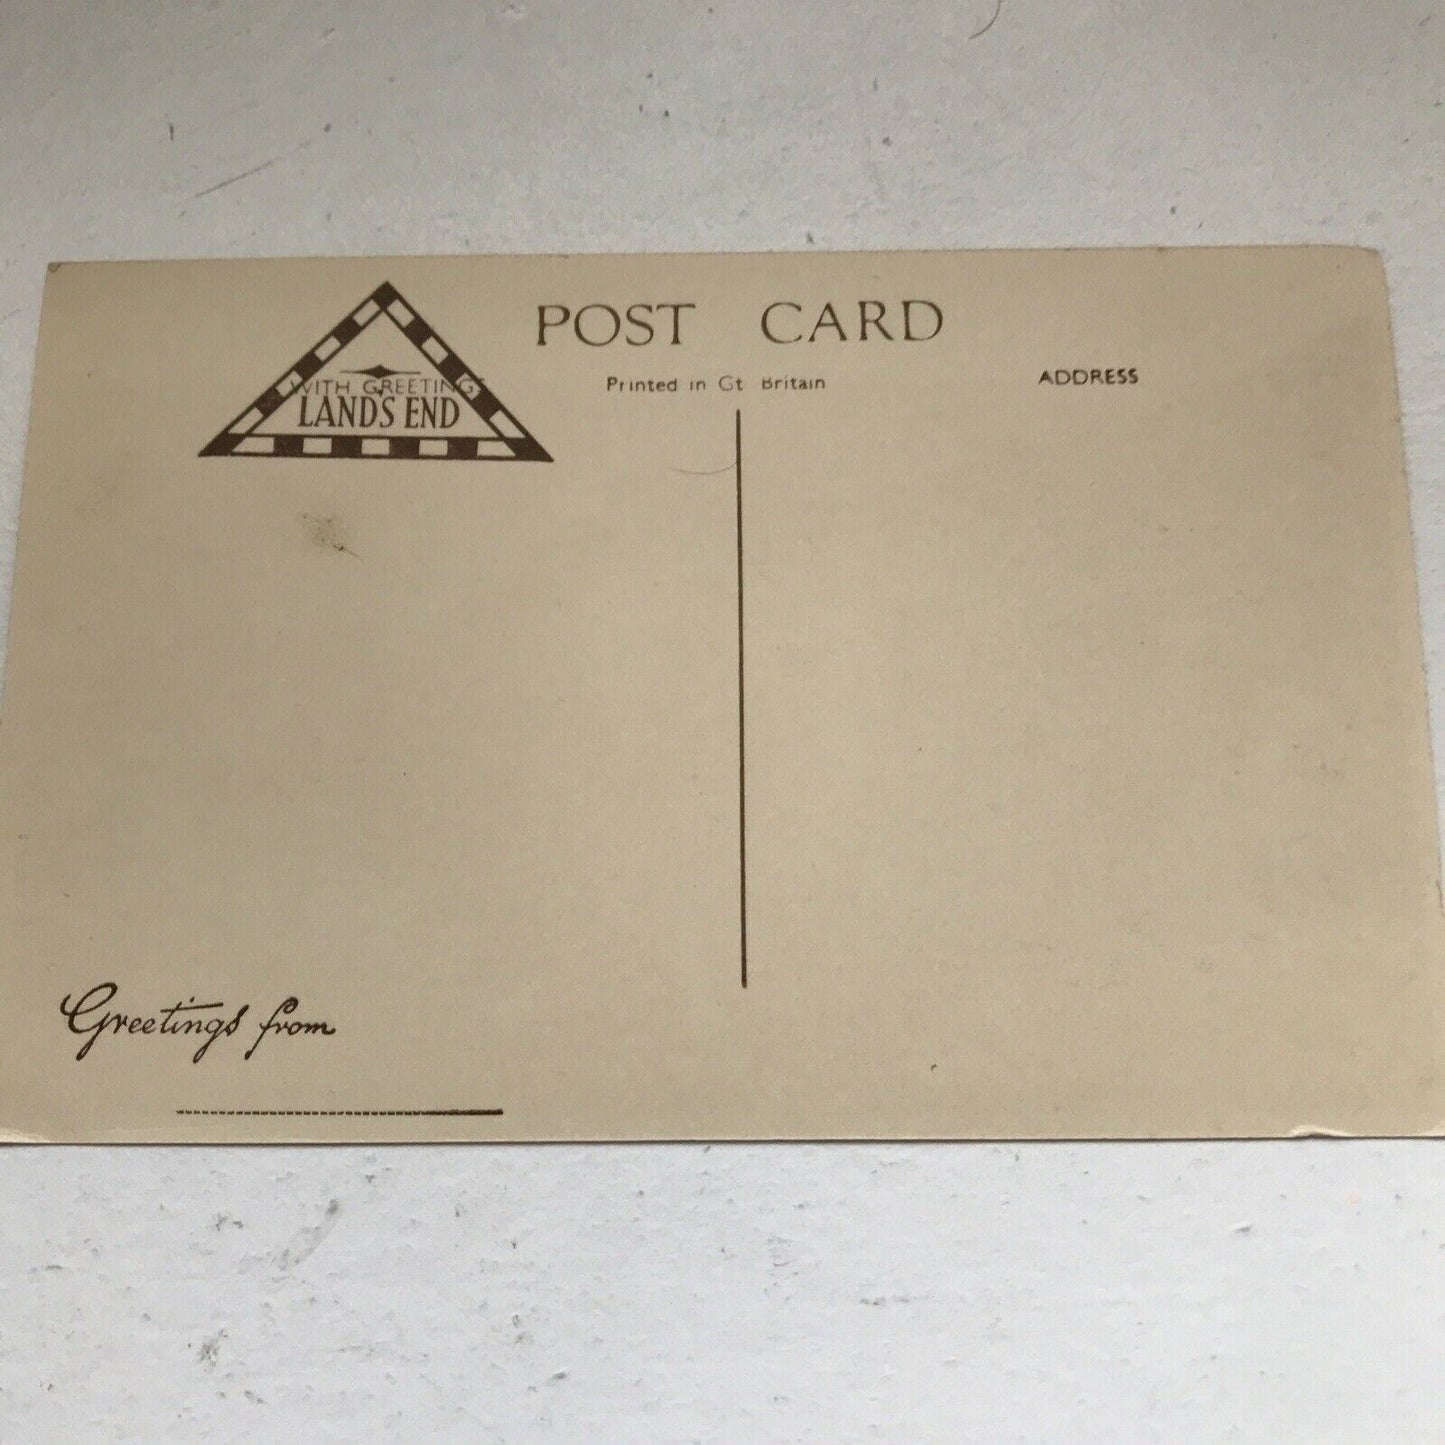 POST CARD
WITH GREETINGS
LANDS END
Printed in Gt Britain
ADDRESS
Greetings from